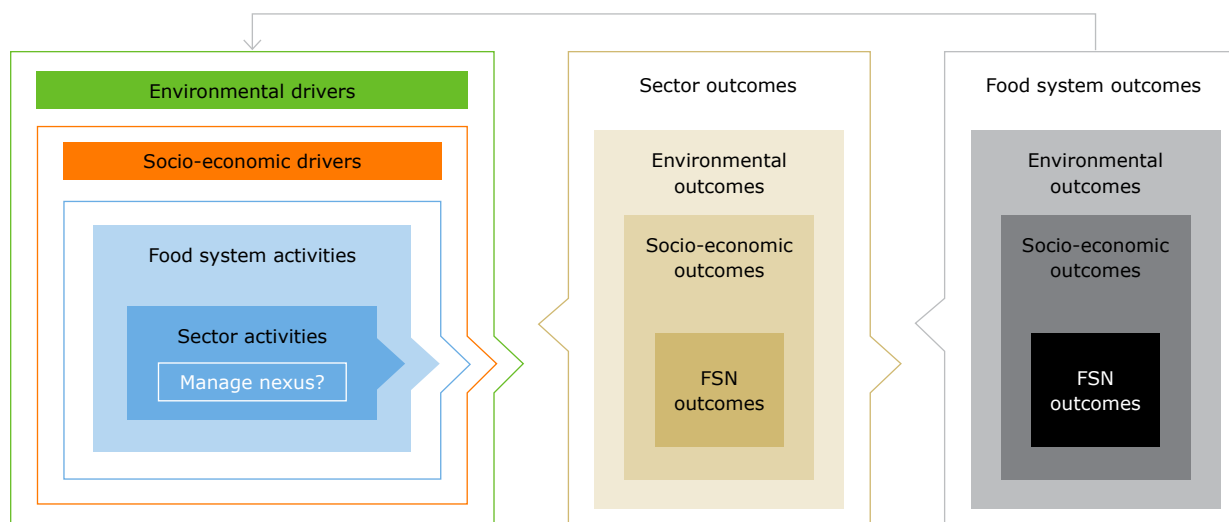 Environmental drivers
Socio-economic drivers
Food system activities
Sector activities
Manage nexus?
Sector outcomes
Environmental
outcomes
Socio-economic
outcomes
FSN
outcomes
Food system outcomes
Environmental
outcomes
Socio-economic
outcomes
FSN
outcomes